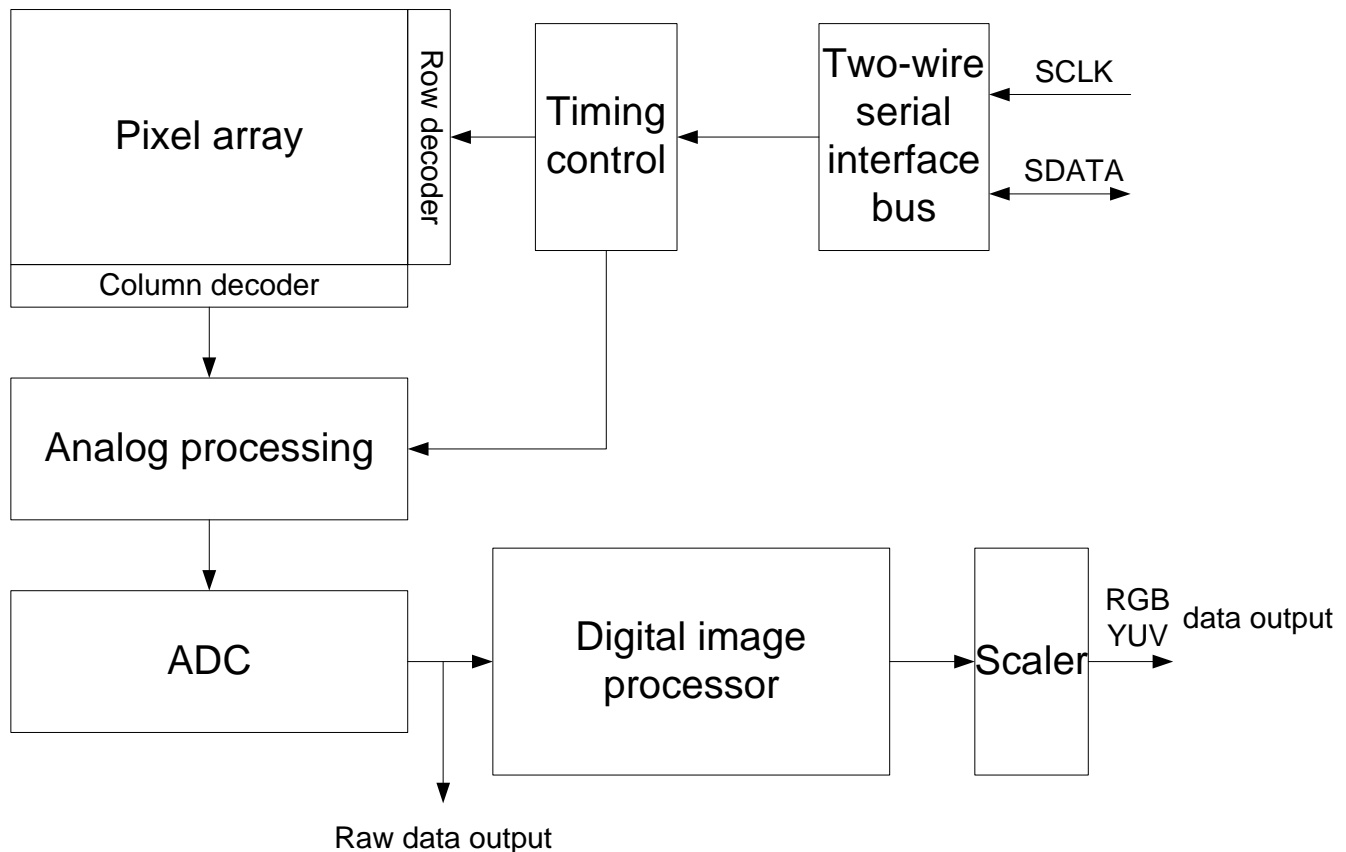 Pixel array
Row decoder
Column decoder
Timing
control
Two-wire
serial
interface
bus
SCLK
SDATA
Analog processing
ADC
Digital image
processor
Scaler
RGB
YUV
data output
Raw data output